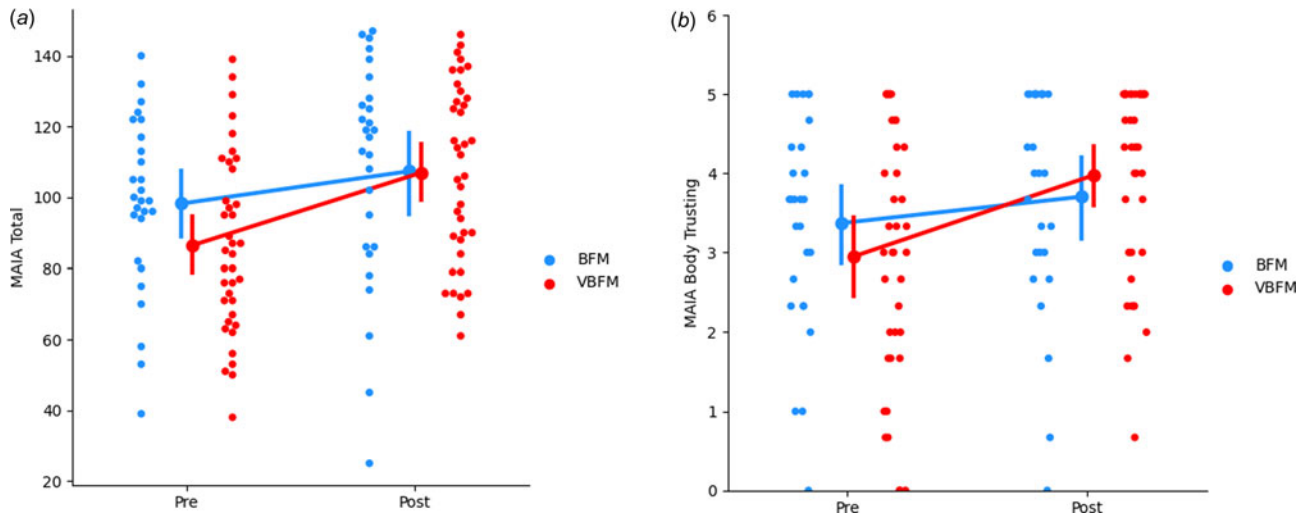 (a)
MAIA Total
140
120
100
80
60
40
20
Pre
Post
BFM
VBFM
(b)
MAIA Body Trusting
6
5
4
3
2
1
0
Pre
Post
BFM
VBFM